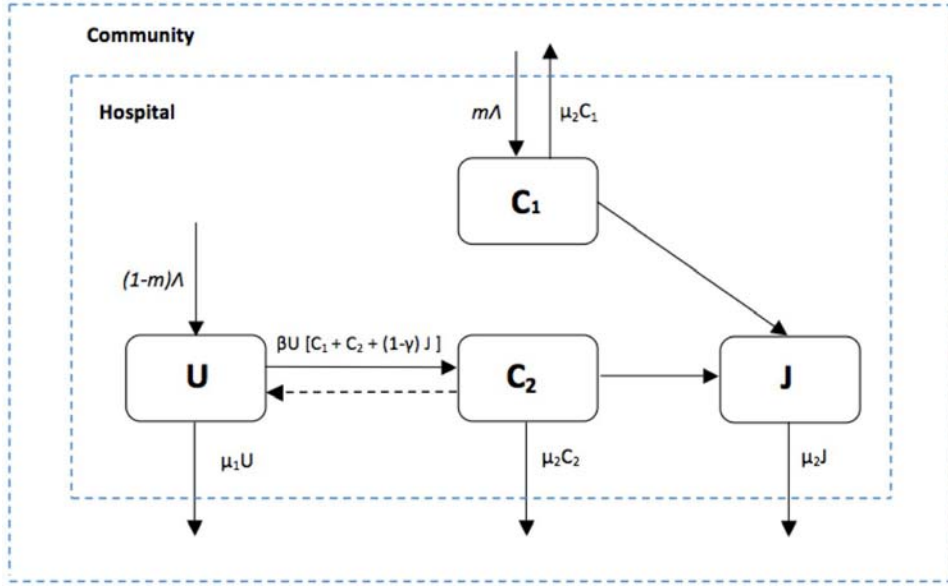 Community
Hospital
mΛ
μ₂C₁
C₁
(1-m)Λ
βU [C₁ + C₂ + (1-γ) J ]
U
C₂
J
μ₁U
μ₂C₂
μ₂J